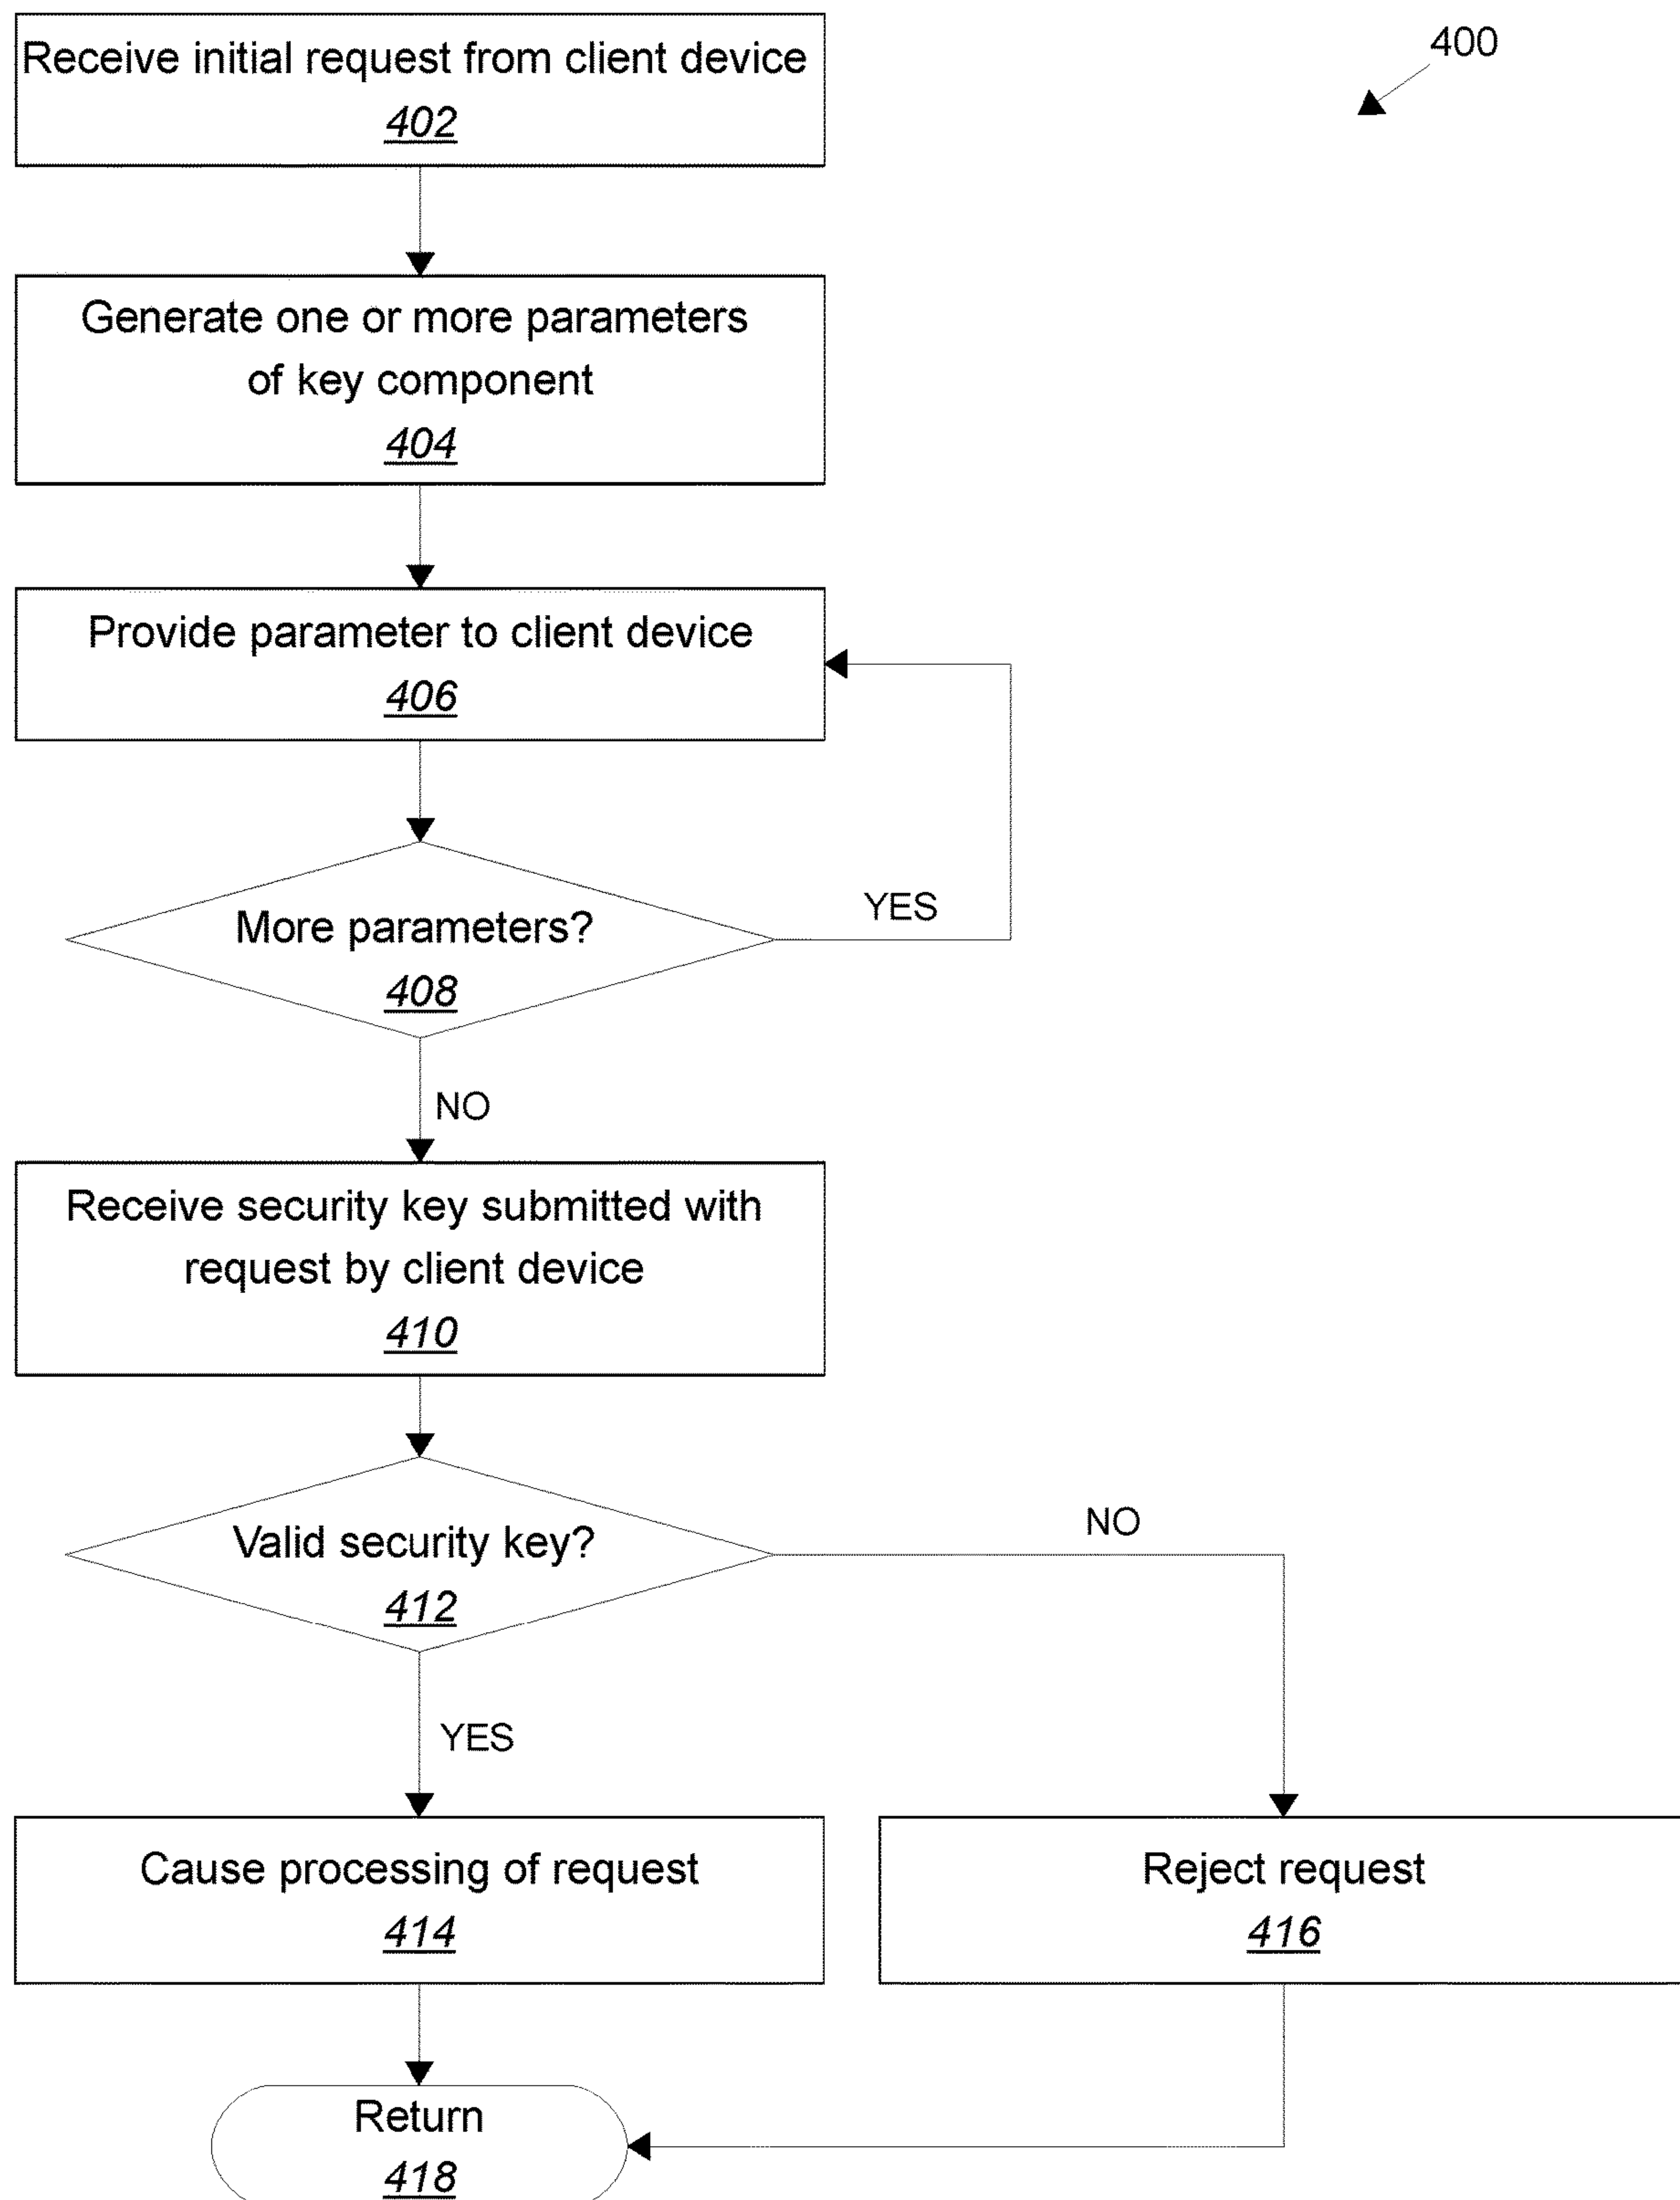 400
Receive initial request from client device
402
Generate one or more parameters
of key component
404
Provide parameter to client device
406
More parameters?
408
YES
NO
Receive security key submitted with
request by client device
410
Valid security key?
412
NO
YES
Cause processing of request
414
Reject request
416
Return
418